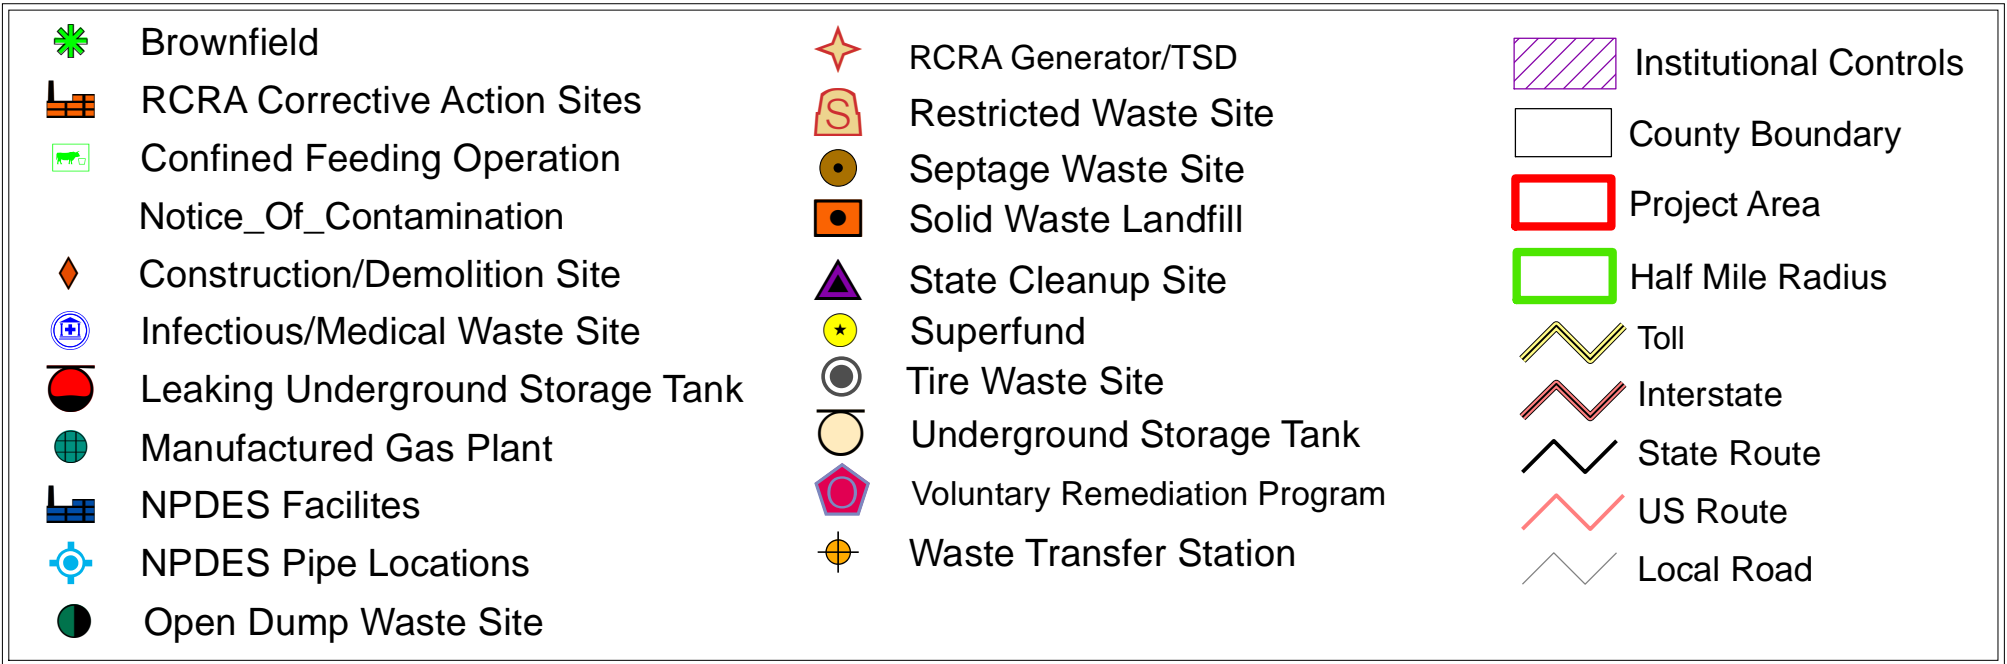 Brownfield
RCRA Corrective Action Sites
Confined Feeding Operation
Notice_Of_Contamination
Construction/Demolition Site
Infectious/Medical Waste Site
Leaking Underground Storage Tank
Manufactured Gas Plant
NPDES Facilites
NPDES Pipe Locations
Open Dump Waste Site
RCRA Generator/TSD
S
Restricted Waste Site
Septage Waste Site
Solid Waste Landfill
State Cleanup Site
Superfund
Tire Waste Site
Underground Storage Tank
Voluntary Remediation Program
Waste Transfer Station
Institutional Controls
County Boundary
Project Area
Half Mile Radius
Toll
Interstate
State Route
US Route
Local Road